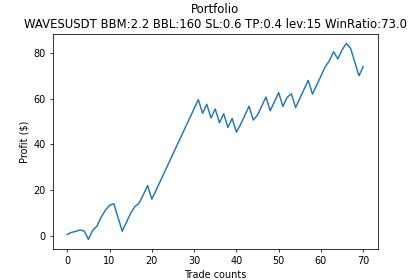 Portfolio
WAVESUSDT BBM:2.2 BBL:160 SL:0.6 TP:0.4 lev:15 WinRatio:73.0
Profit ($)
80
60
40
20
0
0 10 20 30 40 50 60 70
Trade counts